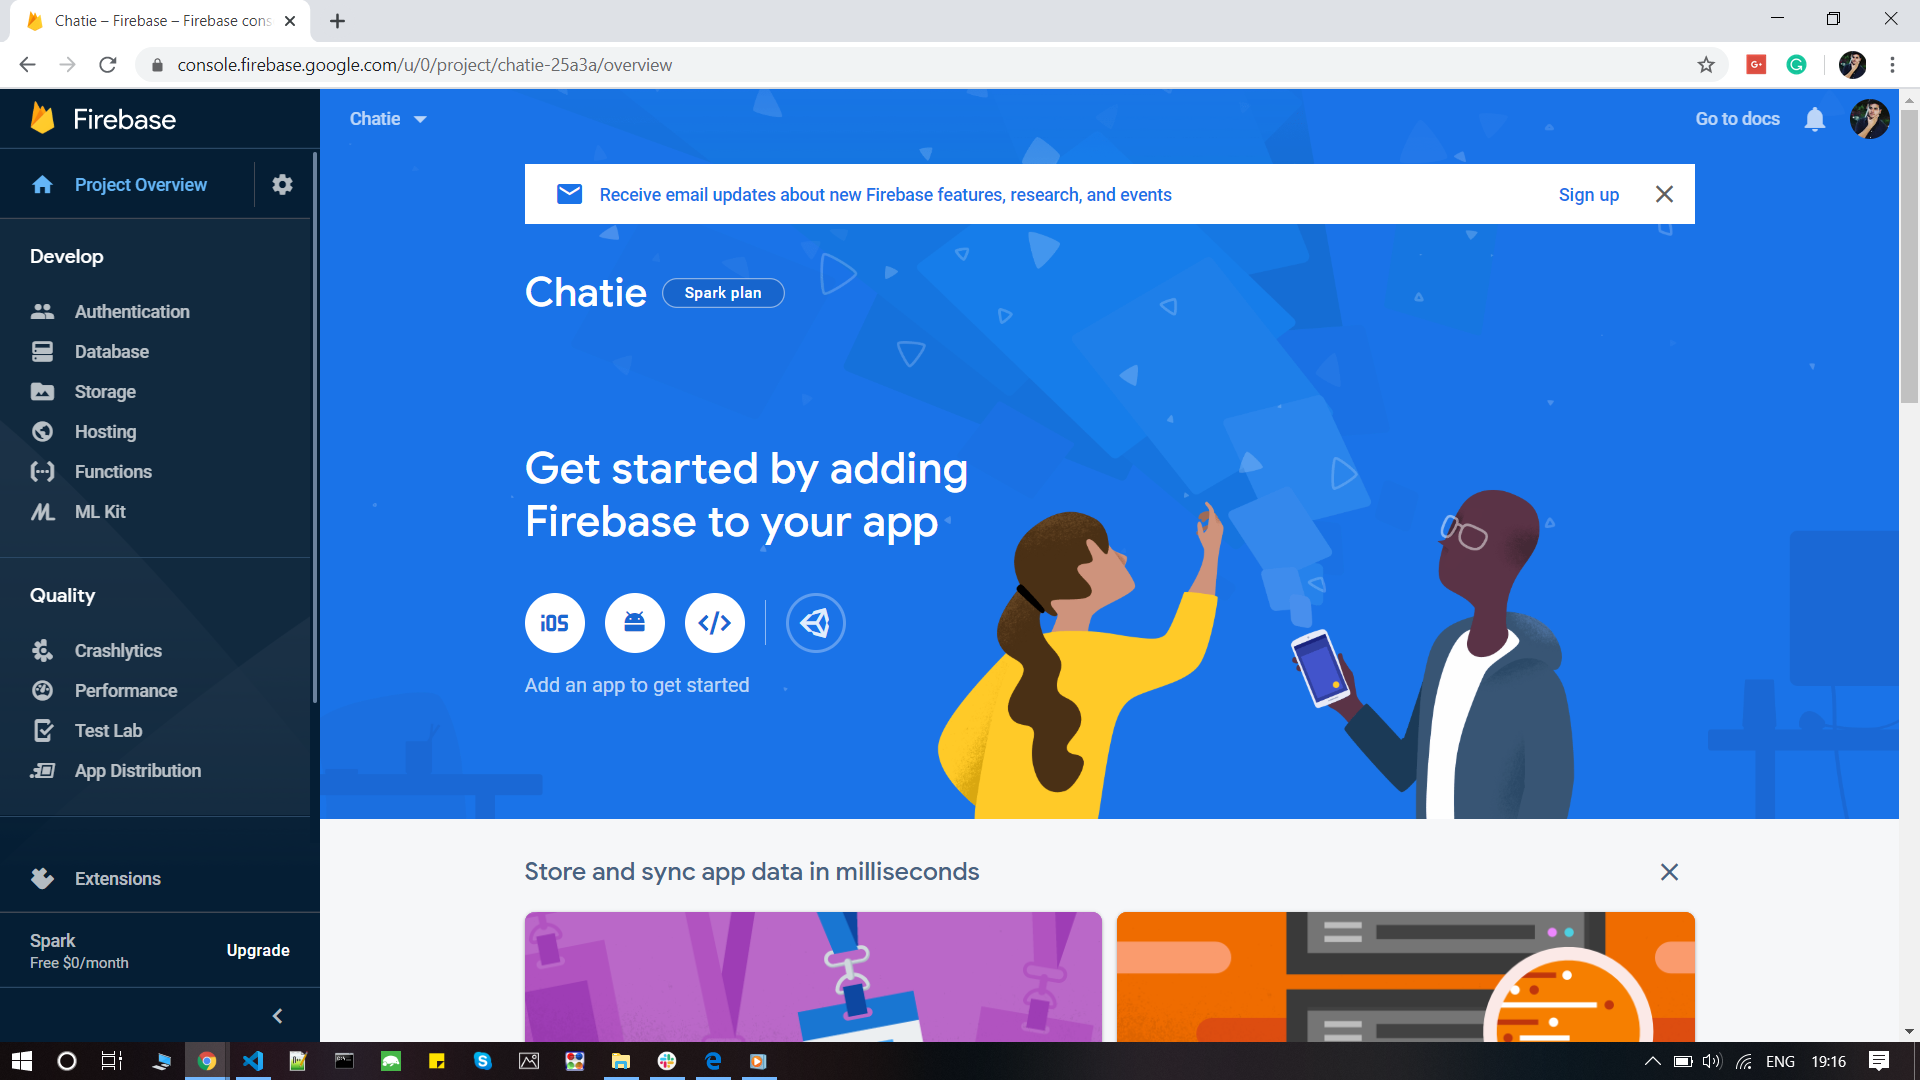 Chatie – Firebase – Firebase cons
console.firebase.google.com/u/0/project/chatie-25a3a/overview
Firebase
Chatie
Go to docs
Project Overview
Receive email updates about new Firebase features, research, and events
Sign up
Develop
Chatie
Spark plan
Authentication
Database
Storage
Hosting
Functions
ML Kit
Get started by adding
Firebase to your app
iOS
Add an app to get started
Quality
Crashlytics
Performance
Test Lab
App Distribution
Extensions
Store and sync app data in milliseconds
Spark
Free $0/month
Upgrade
ENG
19:16